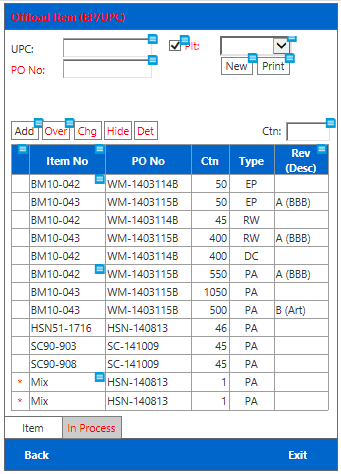 Offload Item (EP/UPC)
UPC: Plt:
PO No: New Print
Add Over Chg Hide Det Ctn:
Item No PO No Ctn Type Rev (Desc)
BM10-042 WM-1403114B 50 EP
BM10-043 WM-1403115B 50 EP A (BBB)
BM10-042 WM-1403114B 45 RW
BM10-043 WM-1403115B 400 RW A (BBB)
BM10-042 WM-1403114B 400 DC
BM10-042 WM-1403115B 550 PA A (BBB)
BM10-043 WM-1403115B 1050 PA
BM10-043 WM-1403115B 500 PA B (Art)
HSN51-1716 HSN-140813 46 PA
SC90-903 SC-141009 45 PA
SC90-908 SC-141009 45 PA
* Mix HSN-140813 1 PA
* Mix HSN-140813 1 PA
Item In Process
Back Exit